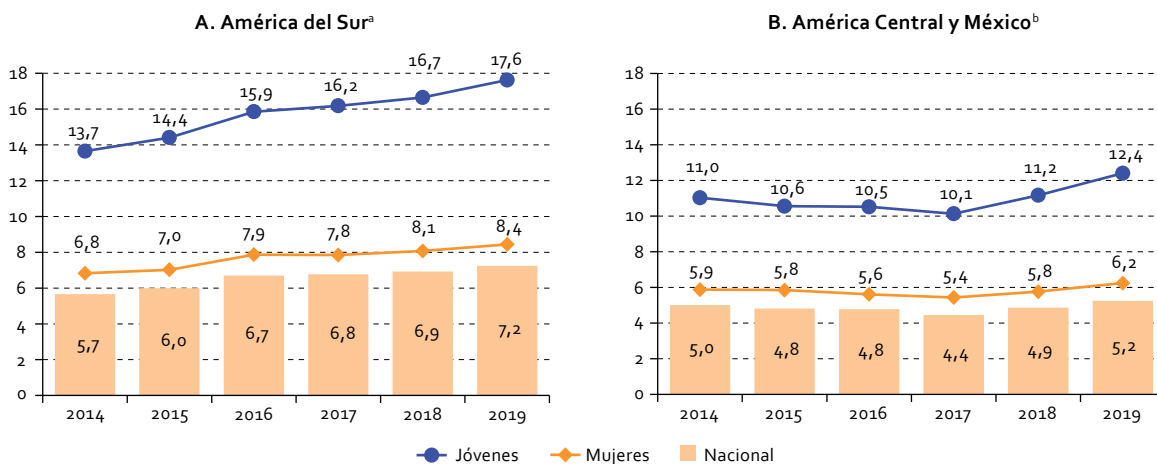 A. América del Surᵃ
18
16
14
12
10
8
6
4
2
0
13,7 14,4 15,9 16,2 16,7 17,6
6,8 7,0 7,9 7,8 8,1 8,4
5,7 6,0 6,7 6,8 6,9 7,2
2014 2015 2016 2017 2018 2019
B. América Central y Méxicoᵇ
18
16
14
12
10
8
6
4
2
0
11,0 10,6 10,5 10,1 11,2 12,4
5,9 5,8 5,6 5,4 5,8 6,2
5,0 4,8 4,8 4,4 4,9 5,2
2014 2015 2016 2017 2018 2019
Jóvenes Mujeres Nacional